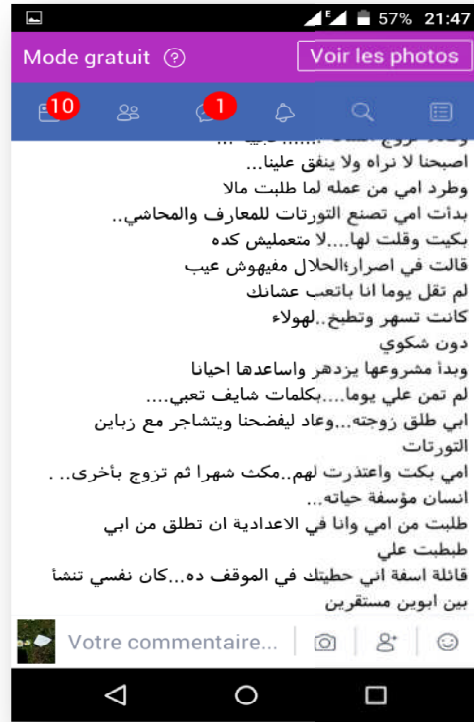 57% 21:47
Mode gratuit ?
Voir les photos
10
1
اصبحنا لا نراه ولا ينفق علينا...
وطرد امي من عمله لما طلبت مالا
بدأت امي تصنع التورتات للمعارف والمحاشي..
بكيت وقلت لها....لا متعمليش كده
قالت في اصرار؛الحلال مفيهوش عيب
لم تقل يوما انا باتعب عشانك
كانت تسهر وتطبخ..لهولاء
دون شكوي
وبدأ مشروعها يزدهر واساعدها احيانا
لم تمن علي يوما....بكلمات شايف تعبي....
ابي طلق زوجته...وعاد ليفضحنا ويتشاجر مع زباين
التورتات
امي بكت واعتذرت لهم..مكث شهرا ثم تزوج بأخرى.. .
انسان مؤسفة حياته...
طلبت من امي وانا في الاعدادية ان تطلق من ابي
طبطبت علي
قائلة اسفة اني حطيتك في الموقف ده...كان نفسي تنشأ
بين ابوين مستقرين
Votre commentaire...